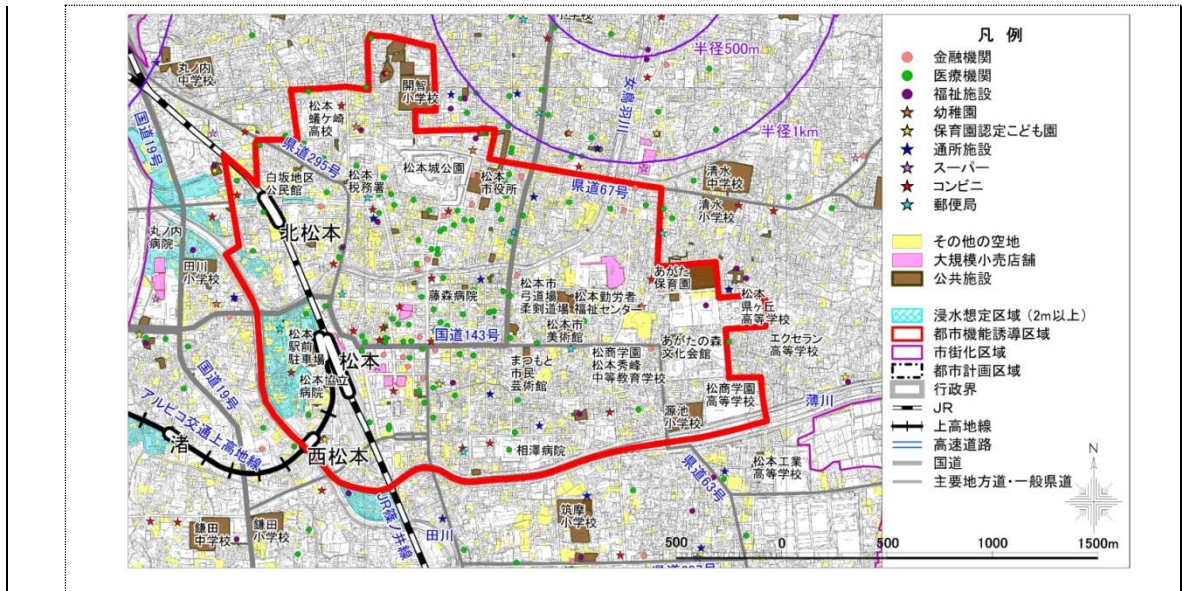 小学校
半径500m
丸ノ内
中学校
開智
小学校
女鳥羽川
国道19号
松本
蟻ケ崎
高校
半径1km
県道295号
松本城公園
松本
市役所
白坂地区
公民館
松本
税務署
県道67号
清水
中学校
清水
小学校
丸ノ内
病院
北松本
田川
小学校
あがた
保育園
藤森病院
松本市
弓道場
柔剣道場
松本勤労者
福祉センター
松本
県ヶ丘
高等学校
松本市
美術館
国道143号
松本
駅前
駐車場
松本
あがたの森
文化会館
エクセラン
高等学校
まつもと
市民
芸術館
松商学園
松本秀峰
中等教育学校
松本協立
病院
国道19号
松商学園
高等学校
アルピコ交通上高地線
渚
源池
小学校
薄川
西松本
相澤病院
県道63号
松本工業
高等学校
JR篠ノ井線
筑摩
小学校
鎌田
中学校
鎌田
小学校
田川
凡 例
金融機関
医療機関
福祉施設
幼稚園
保育園認定こども園
通所施設
スーパー
コンビニ
郵便局
その他の空地
大規模小売店舗
公共施設
浸水想定区域（2m以上）
都市機能誘導区域
市街化区域
都市計画区域
行政界
JR
上高地線
高速道路
国道
主要地方道・一般県道
N
500 0 500 1000 1500m